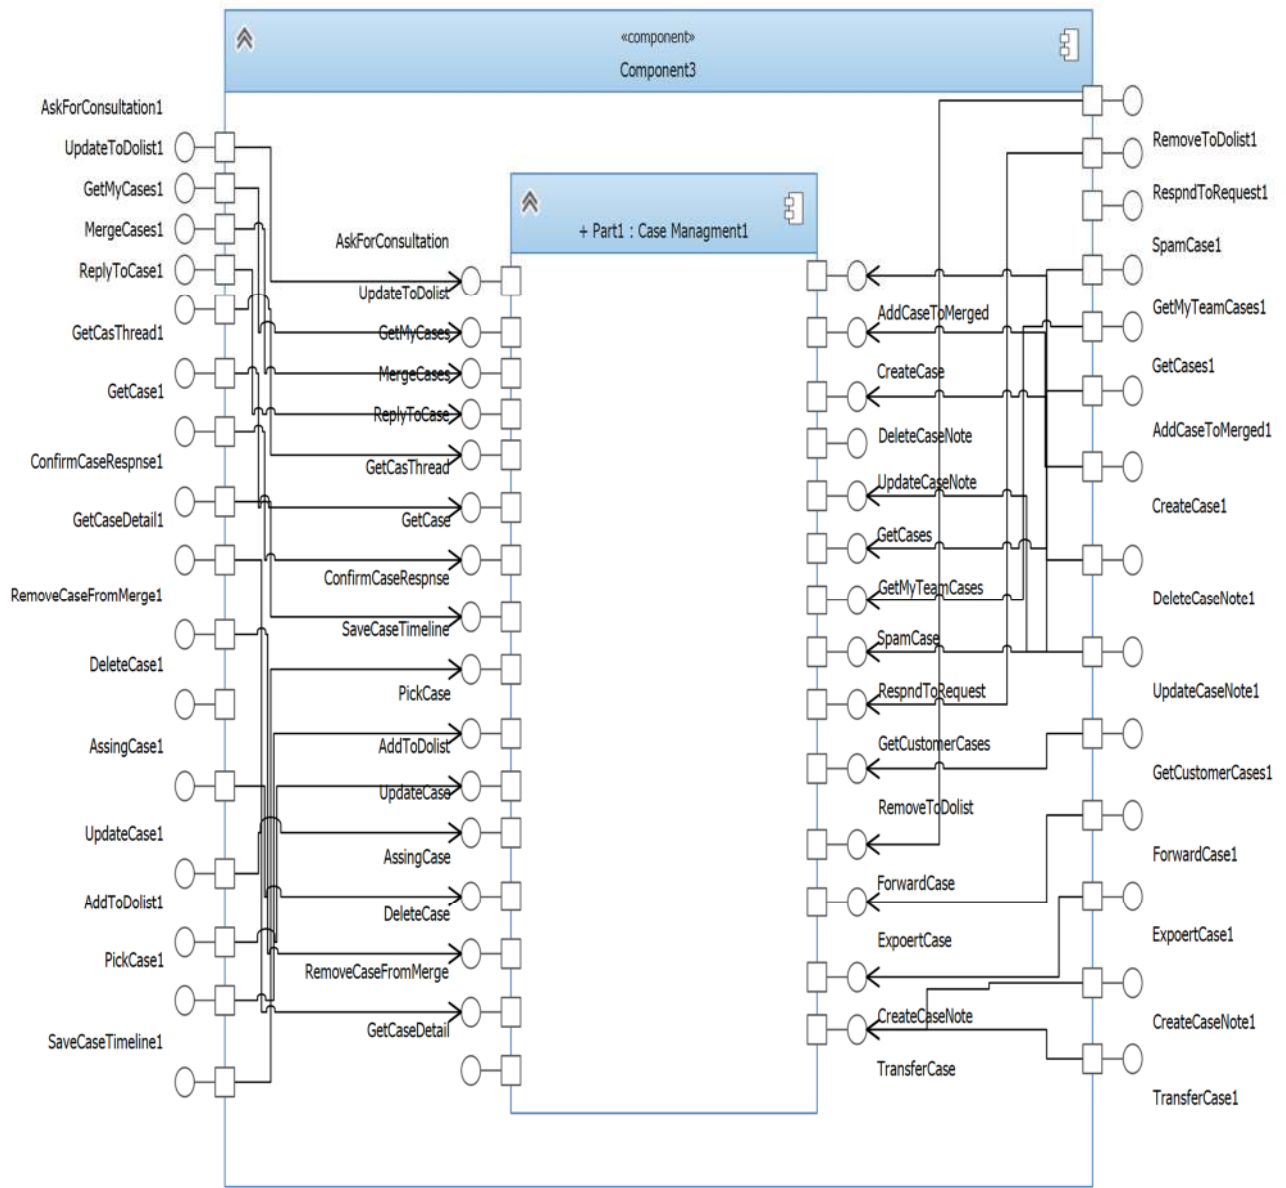 «component»
Component3
AskForConsultation1
UpdateToDolist1
GetMyCases1
MergeCases1
ReplyToCase1
GetCasThread1
GetCase1
ConfirmCaseRespnse1
GetCaseDetail1
RemoveCaseFromMerge1
DeleteCase1
AssingCase1
UpdateCase1
AddToDolist1
PickCase1
SaveCaseTimeline1
+ Part1 : Case Managment1
AskForConsultation
UpdateToDolist
GetMyCases
MergeCases
ReplyToCase
GetCasThread
GetCase
ConfirmCaseRespnse
SaveCaseTimeline
PickCase
AddToDolist
UpdateCase
AssingCase
DeleteCase
RemoveCaseFromMerge
GetCaseDetail
AddCaseToMerged
CreateCase
DeleteCaseNote
UpdateCaseNote
GetCases
GetMyTeamCases
SpamCase
RespndToRequest
GetCustomerCases
RemoveToDolist
ForwardCase
ExpoertCase
CreateCaseNote
TransferCase
RemoveToDolist1
RespndToRequest1
SpamCase1
GetMyTeamCases1
GetCases1
AddCaseToMerged1
CreateCase1
DeleteCaseNote1
UpdateCaseNote1
GetCustomerCases1
ForwardCase1
ExpoertCase1
CreateCaseNote1
TransferCase1